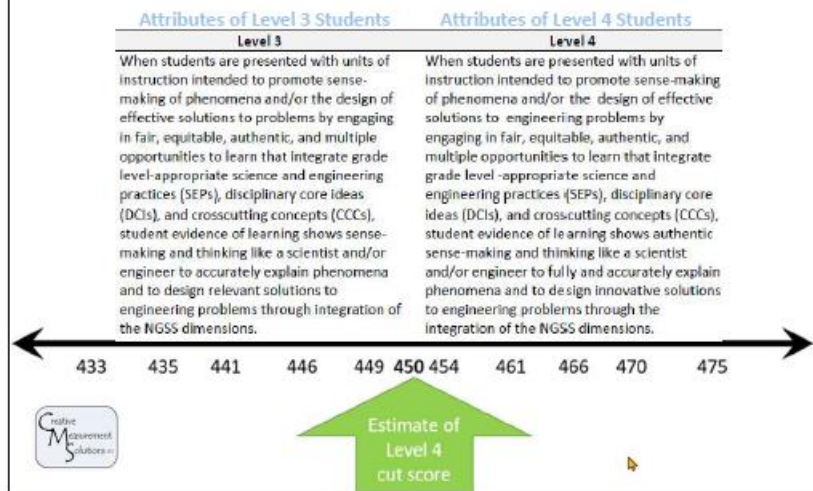 Attributes of Level 3 Students
Level 3
When students are presented with units of
instruction intended to promote sense-
making of phenomena and/or the design of
effective solutions to problems by engaging
in fair, equitable, authentic, and multiple
opportunities to learn that integrate grade
level-appropriate science and engineering
practices (SEPs), disciplinary core ideas
(DCIs), and crosscutting concepts (CCCs),
student evidence of learning shows sense-
making and thinking like a scientist and/or
engineer to accurately explain phenomena
and to design relevant solutions to
engineering problems through integration of
the NGSS dimensions.
Attributes of Level 4 Students
Level 4
When students are presented with units of
instruction intended to promote sense-making
of phenomena and/or the design of effective
solutions to engineering problems by
engaging in fair, equitable, authentic, and
multiple opportunities to learn that integrate
grade level -appropriate science and
engineering practices (SEPs), disciplinary core
ideas (DCIs), and crosscutting concepts (CCCs),
student evidence of learning shows authentic
sense-making and thinking like a scientist
and/or engineer to fully and accurately explain
phenomena and to design innovative solutions
to engineering problems through the
integration of the NGSS dimensions.
433 435 441 446 449 450 454 461 466 470 475
Creative
Measurement
Solutions
Estimate of
Level 4
cut score